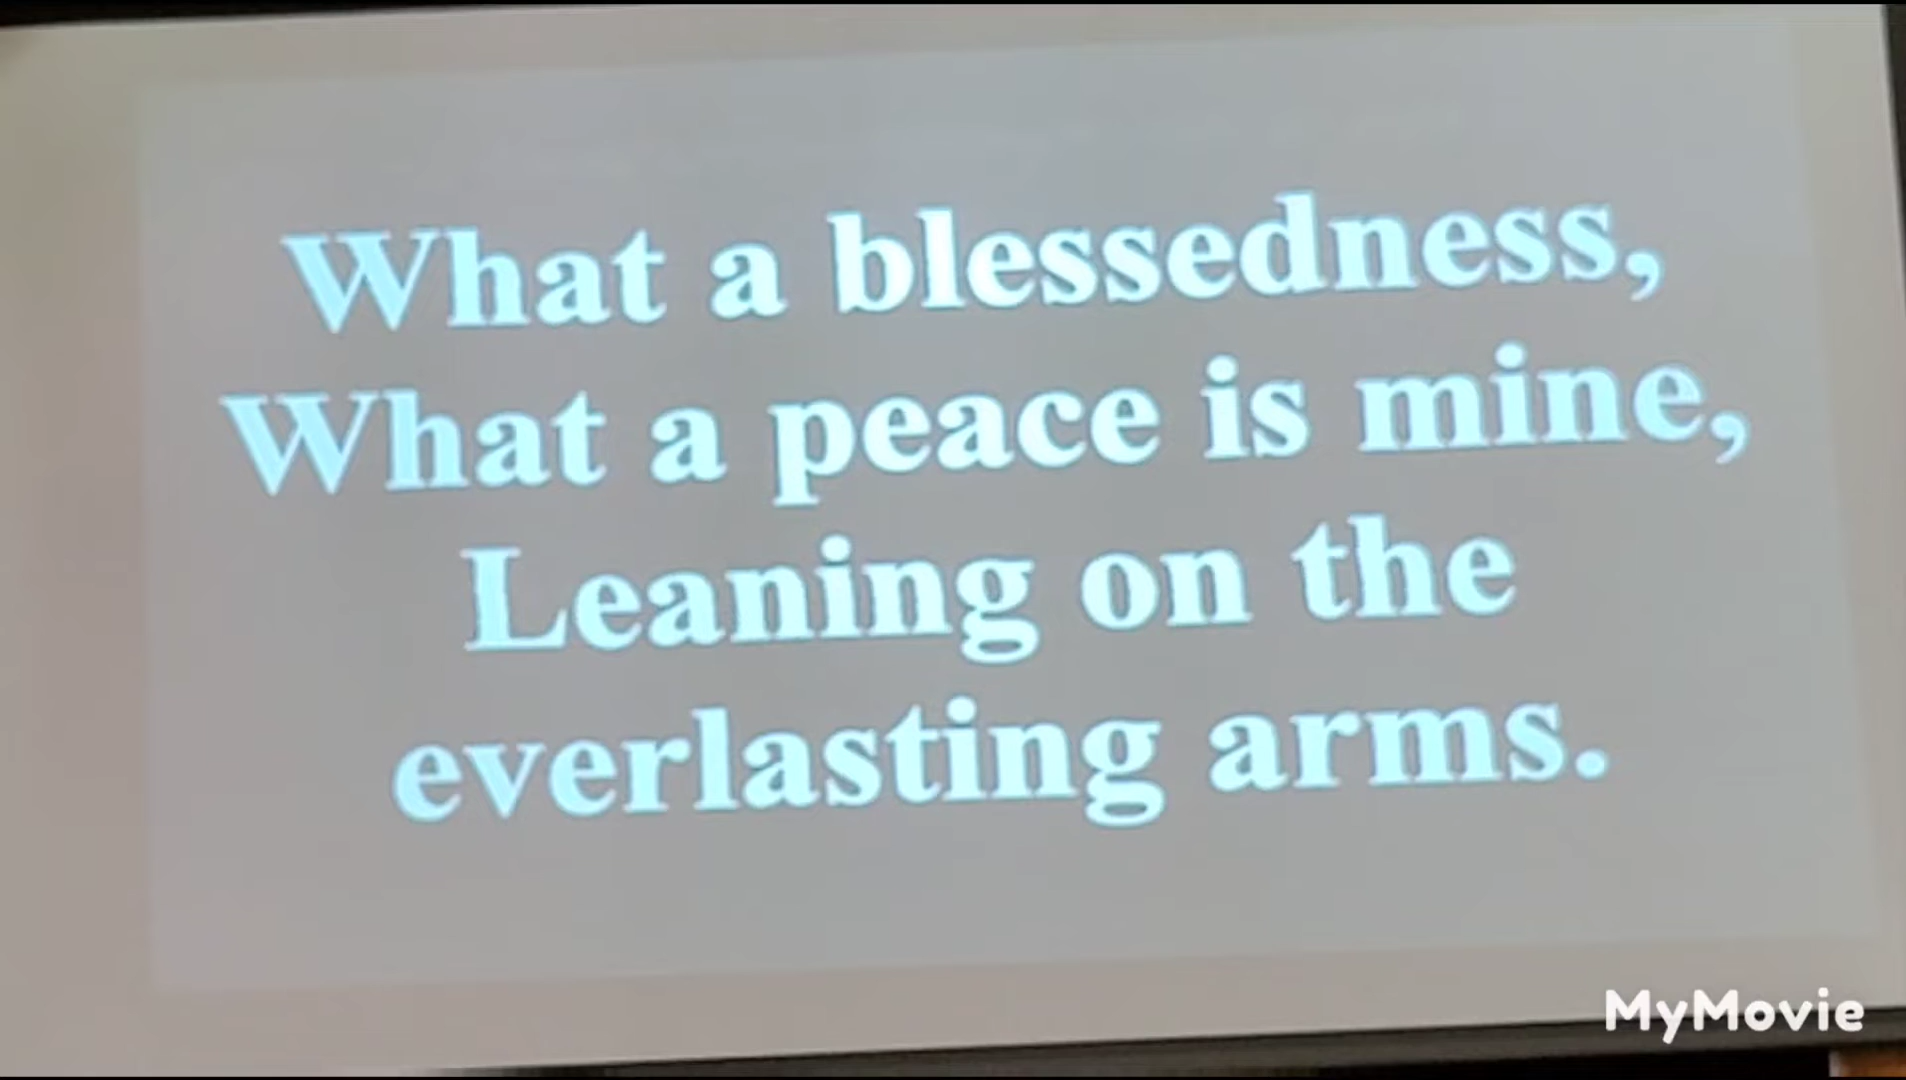 What a blessedness,
What a peace is mine,
Leaning on the
everlasting arms.
MyMovie